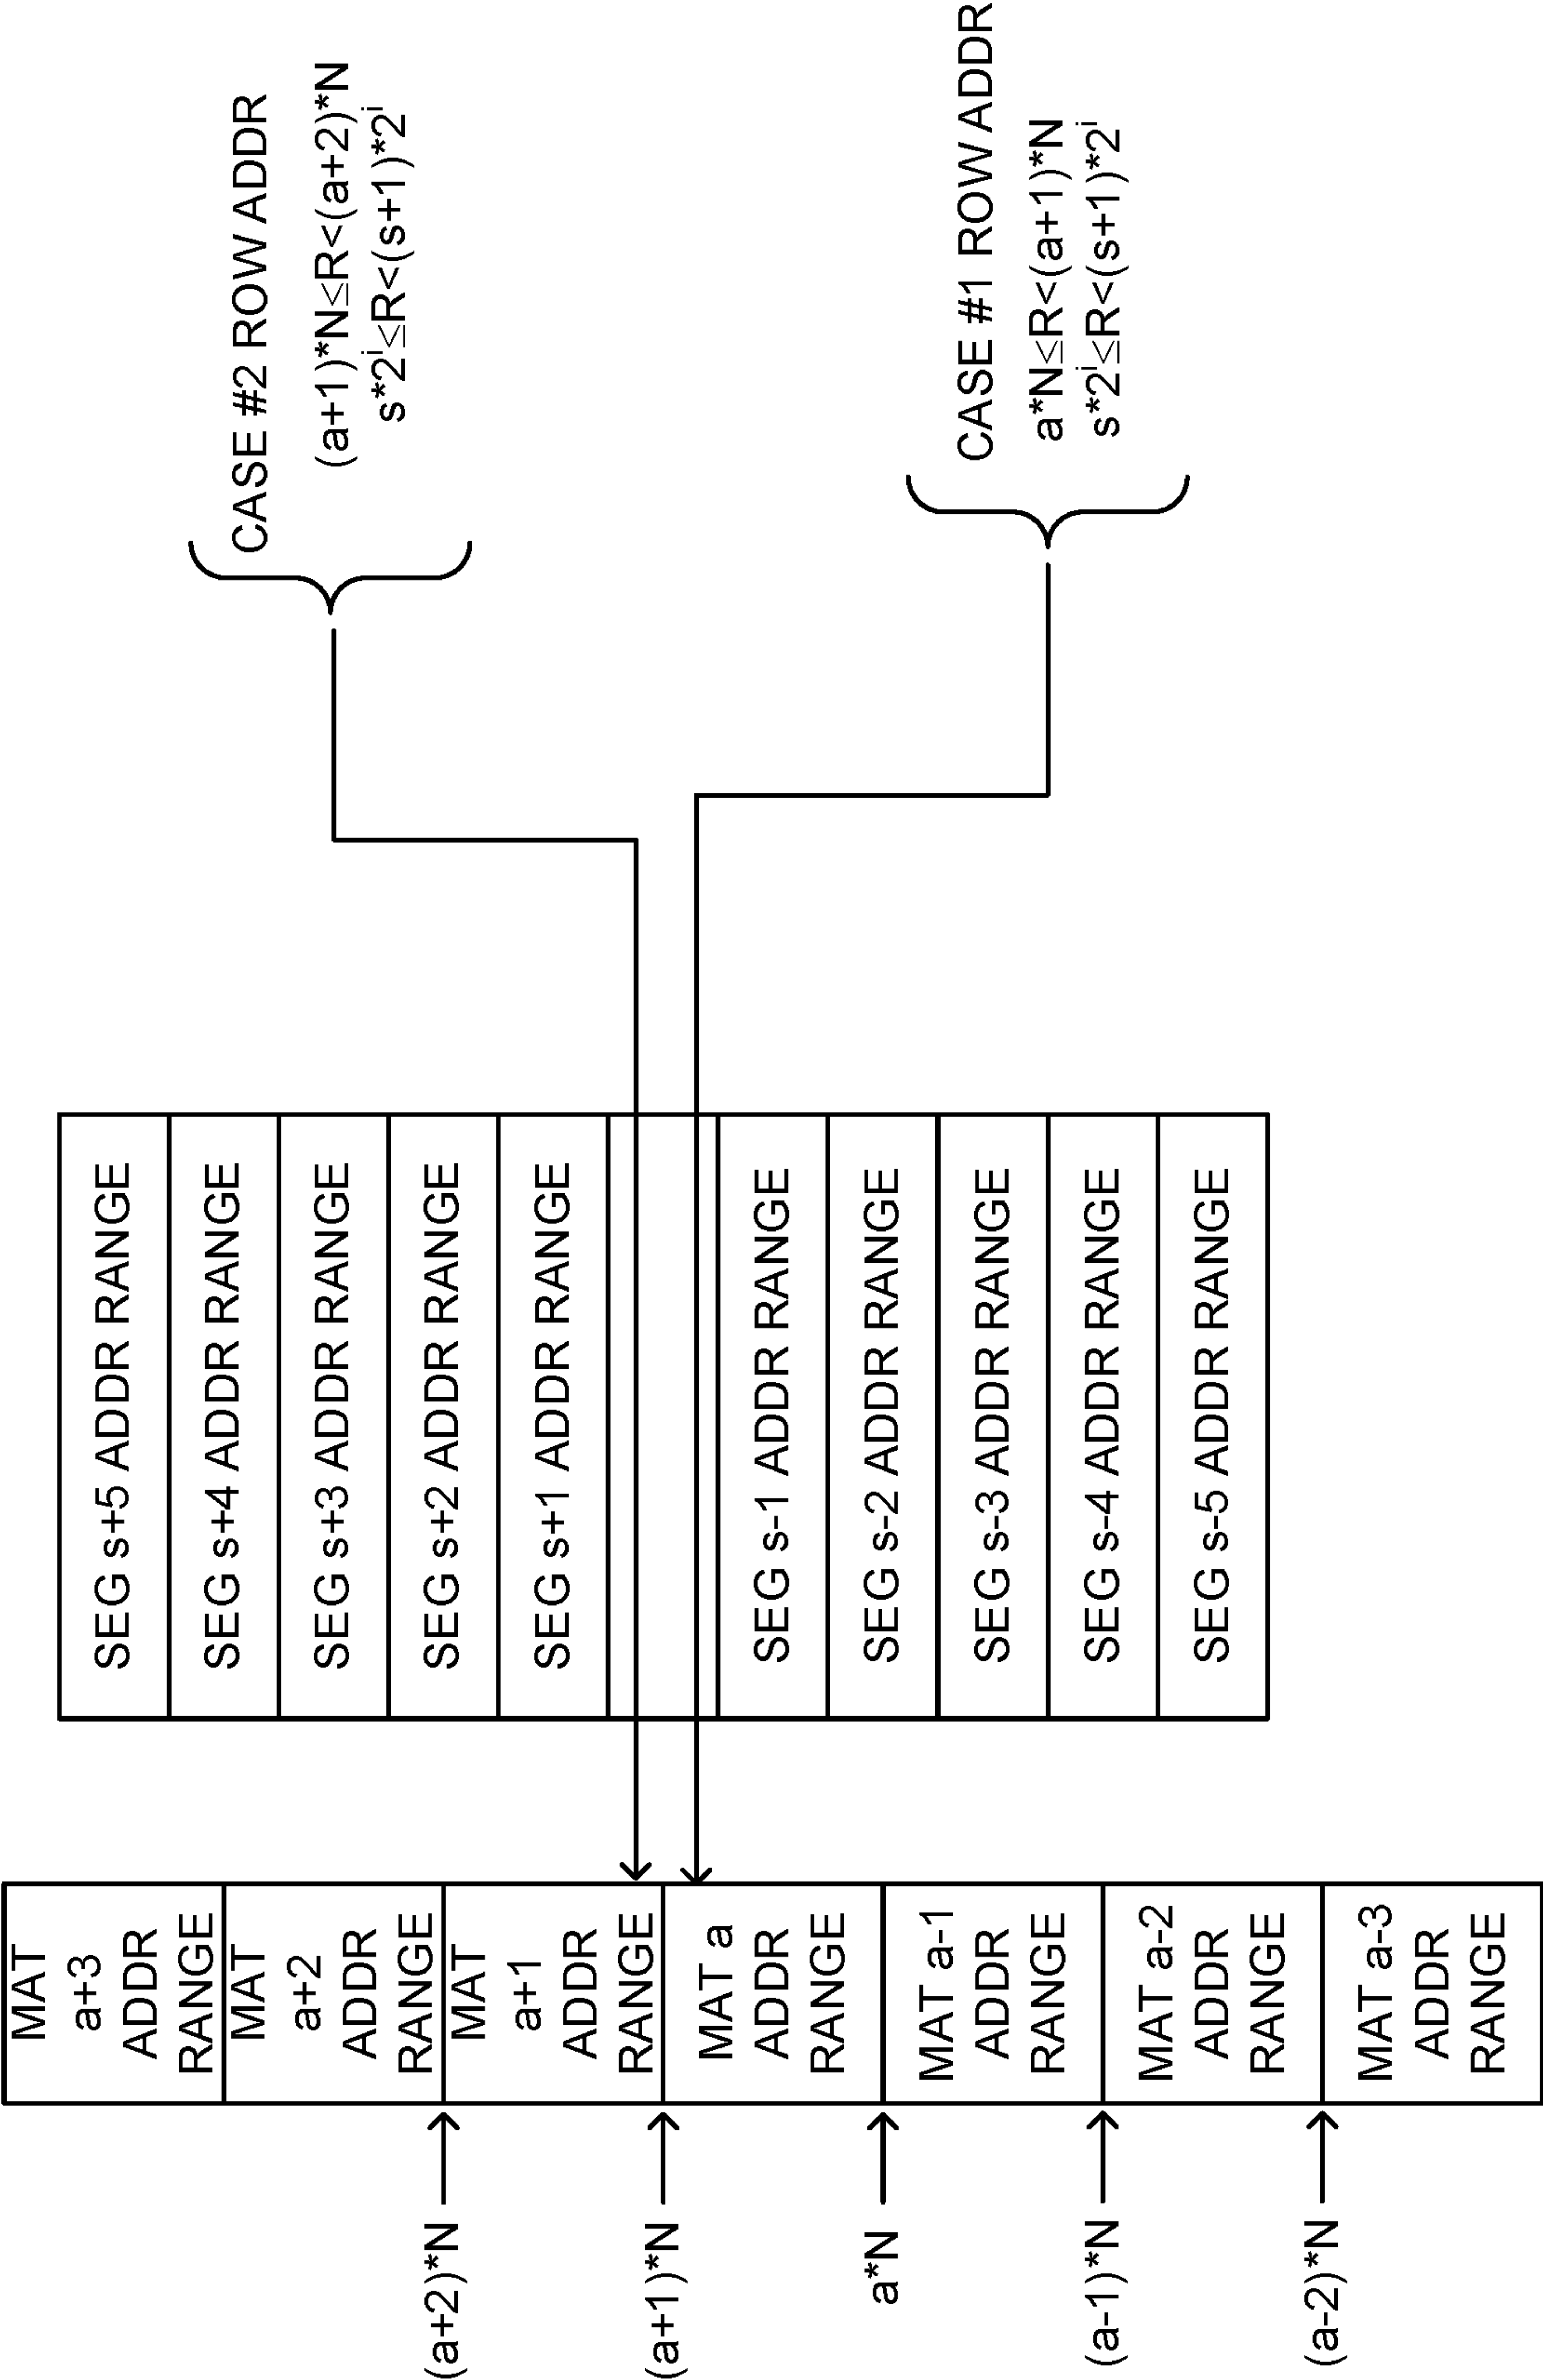 (a+2)*N
(a+1)*N
a*N
(a-1)*N
(a-2)*N
MAT
a+3
ADDR
RANGE
MAT
a+2
ADDR
RANGE
MAT
a+1
ADDR
RANGE
MAT a
ADDR
RANGE
MAT a-1
ADDR
RANGE
MAT a-2
ADDR
RANGE
MAT a-3
ADDR
RANGE
SEG s+5 ADDR RANGE
SEG s+4 ADDR RANGE
SEG s+3 ADDR RANGE
SEG s+2 ADDR RANGE
SEG s+1 ADDR RANGE
SEG s-1 ADDR RANGE
SEG s-2 ADDR RANGE
SEG s-3 ADDR RANGE
SEG s-4 ADDR RANGE
SEG s-5 ADDR RANGE
CASE #2 ROW ADDR
(a+1)*N≤R<(a+2)*N
s*2ⁱ≤R<(s+1)*2ⁱ
CASE #1 ROW ADDR
a*N≤R<(a+1)*N
s*2ⁱ≤R<(s+1)*2ⁱ